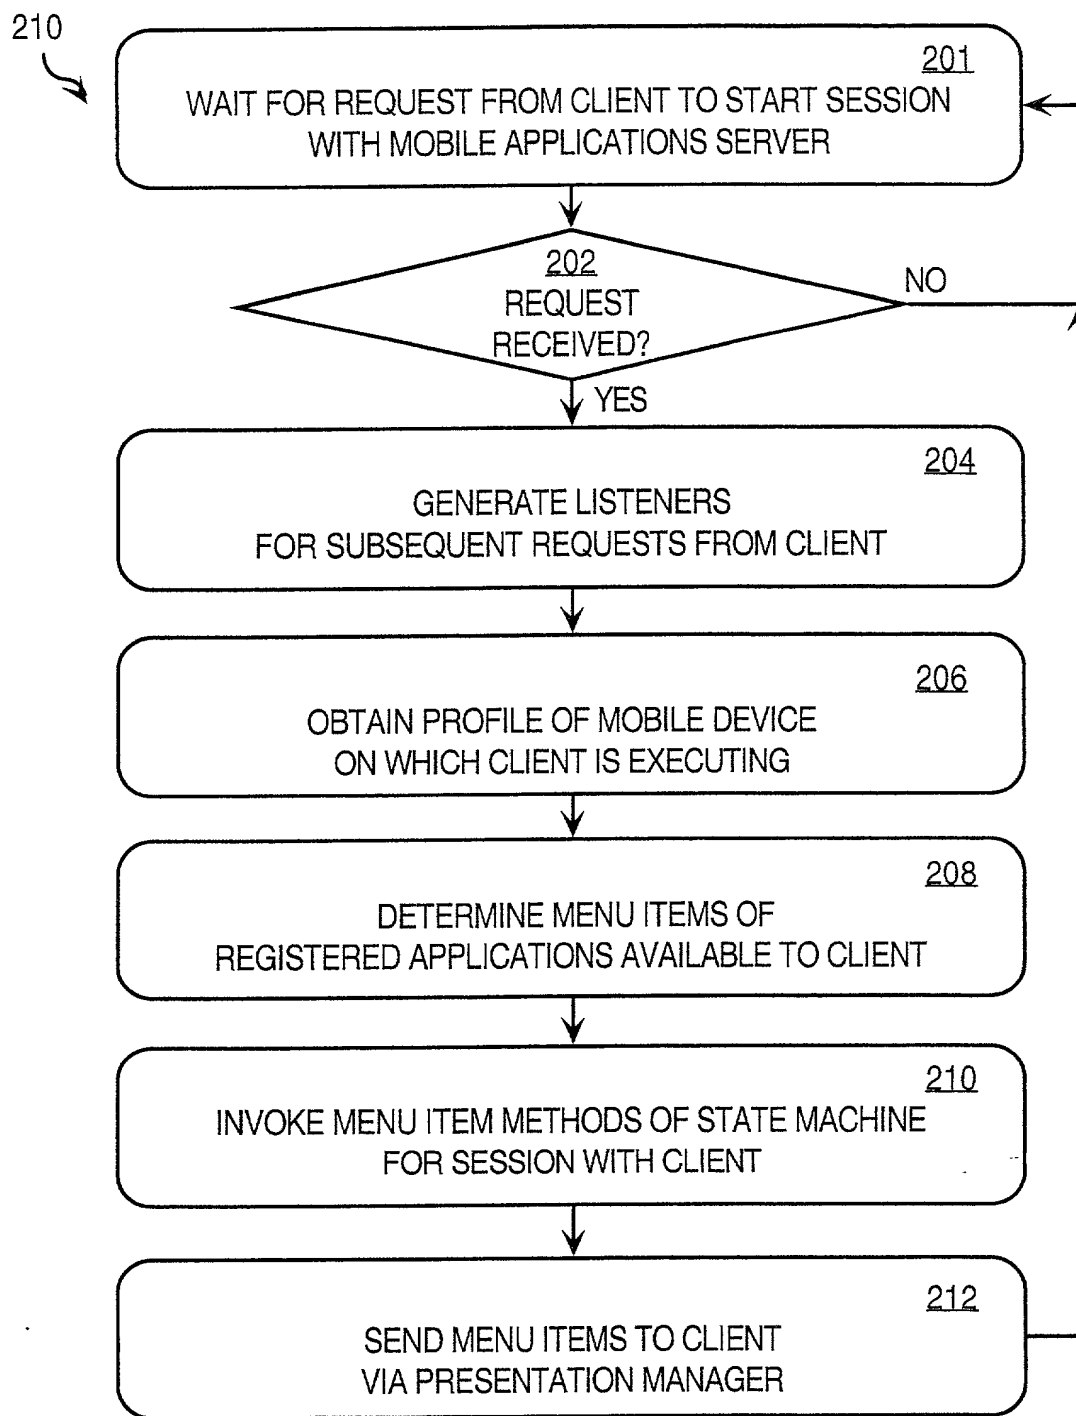 210
201
WAIT FOR REQUEST FROM CLIENT TO START SESSION
WITH MOBILE APPLICATIONS SERVER
202
REQUEST
RECEIVED?
NO
YES
204
GENERATE LISTENERS
FOR SUBSEQUENT REQUESTS FROM CLIENT
206
OBTAIN PROFILE OF MOBILE DEVICE
ON WHICH CLIENT IS EXECUTING
208
DETERMINE MENU ITEMS OF
REGISTERED APPLICATIONS AVAILABLE TO CLIENT
210
INVOKE MENU ITEM METHODS OF STATE MACHINE
FOR SESSION WITH CLIENT
212
SEND MENU ITEMS TO CLIENT
VIA PRESENTATION MANAGER